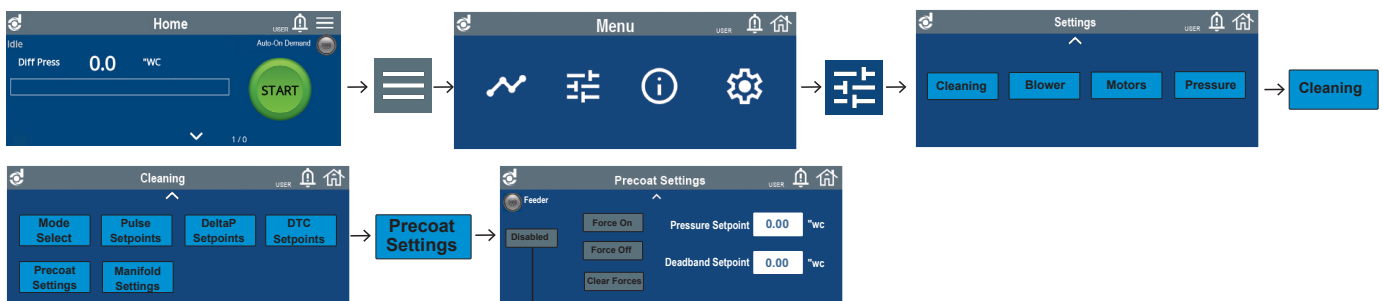 Home
USER
Idle
Auto-On Demand
Diff Press 0.0 "WC
START
1 / 0
Menu
USER
Settings
USER
Cleaning Blower Motors Pressure
Cleaning
Cleaning
USER
Mode Select
Pulse Setpoints
DeltaP Setpoints
DTC Setpoints
Precoat Settings
Manifold Settings
Precoat Settings
Precoat Settings
USER
Feeder
Disabled
Force On
Force Off
Clear Forces
Pressure Setpoint 0.00 "wc
Deadband Setpoint 0.00 "wc